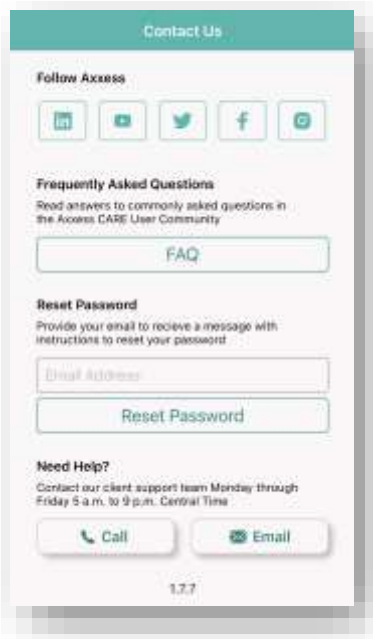 Contact Us
Follow Axxess
Frequently Asked Questions
Read answers to commonly asked questions in
the Axxess CARE User Community
FAQ
Reset Password
Provide your email to recieve a message with
instructions to reset your password
Email Address
Reset Password
Need Help?
Contact our client support team Monday through
Friday 5 a.m. to 9 p.m. Central Time
Call
Email
1.7.7